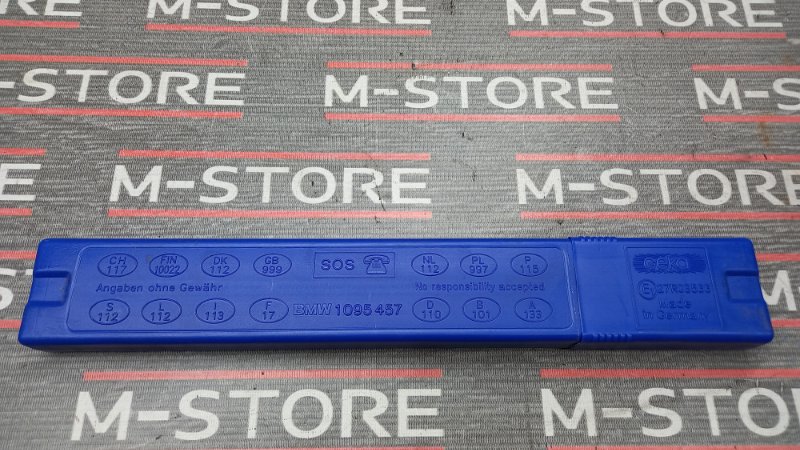 M-STORE M-STORE M-STORE
M-STORE M-STORE M-STORE
M-STORE M-STORE M-STORE
CH 117 FIN 10022 DK 112 GB 999 SOS NL 112 PL 997 P 115
Angaben ohne Gewähr No responsibility accepted
S 112 L 112 I 113 F 17 BMW 1095 457 D 110 B 101 A 133
geka
made
in Germany
M-STORE M-STORE